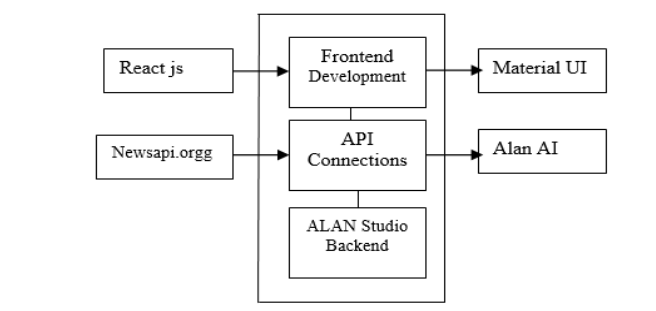 React js
Frontend
Development
Material UI
Newsapi.orgg
API
Connections
Alan AI
ALAN Studio
Backend